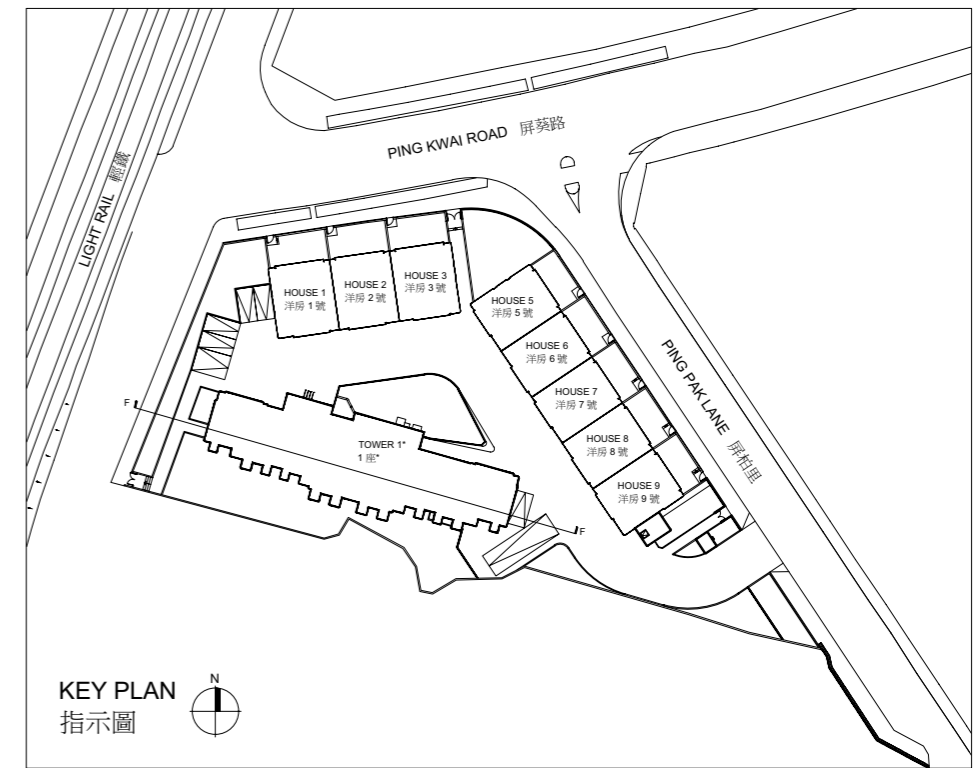 PING KWAI ROAD 屏葵路
LIGHT RAIL 輕鐵
HOUSE 1
洋房 1 號
HOUSE 2
洋房 2 號
HOUSE 3
洋房 3 號
HOUSE 5
洋房 5 號
HOUSE 6
洋房 6 號
HOUSE 7
洋房 7 號
HOUSE 8
洋房 8 號
HOUSE 9
洋房 9 號
PING PAK LANE 屏柏里
F
TOWER 1*
1 座*
F
KEY PLAN
指示圖
N